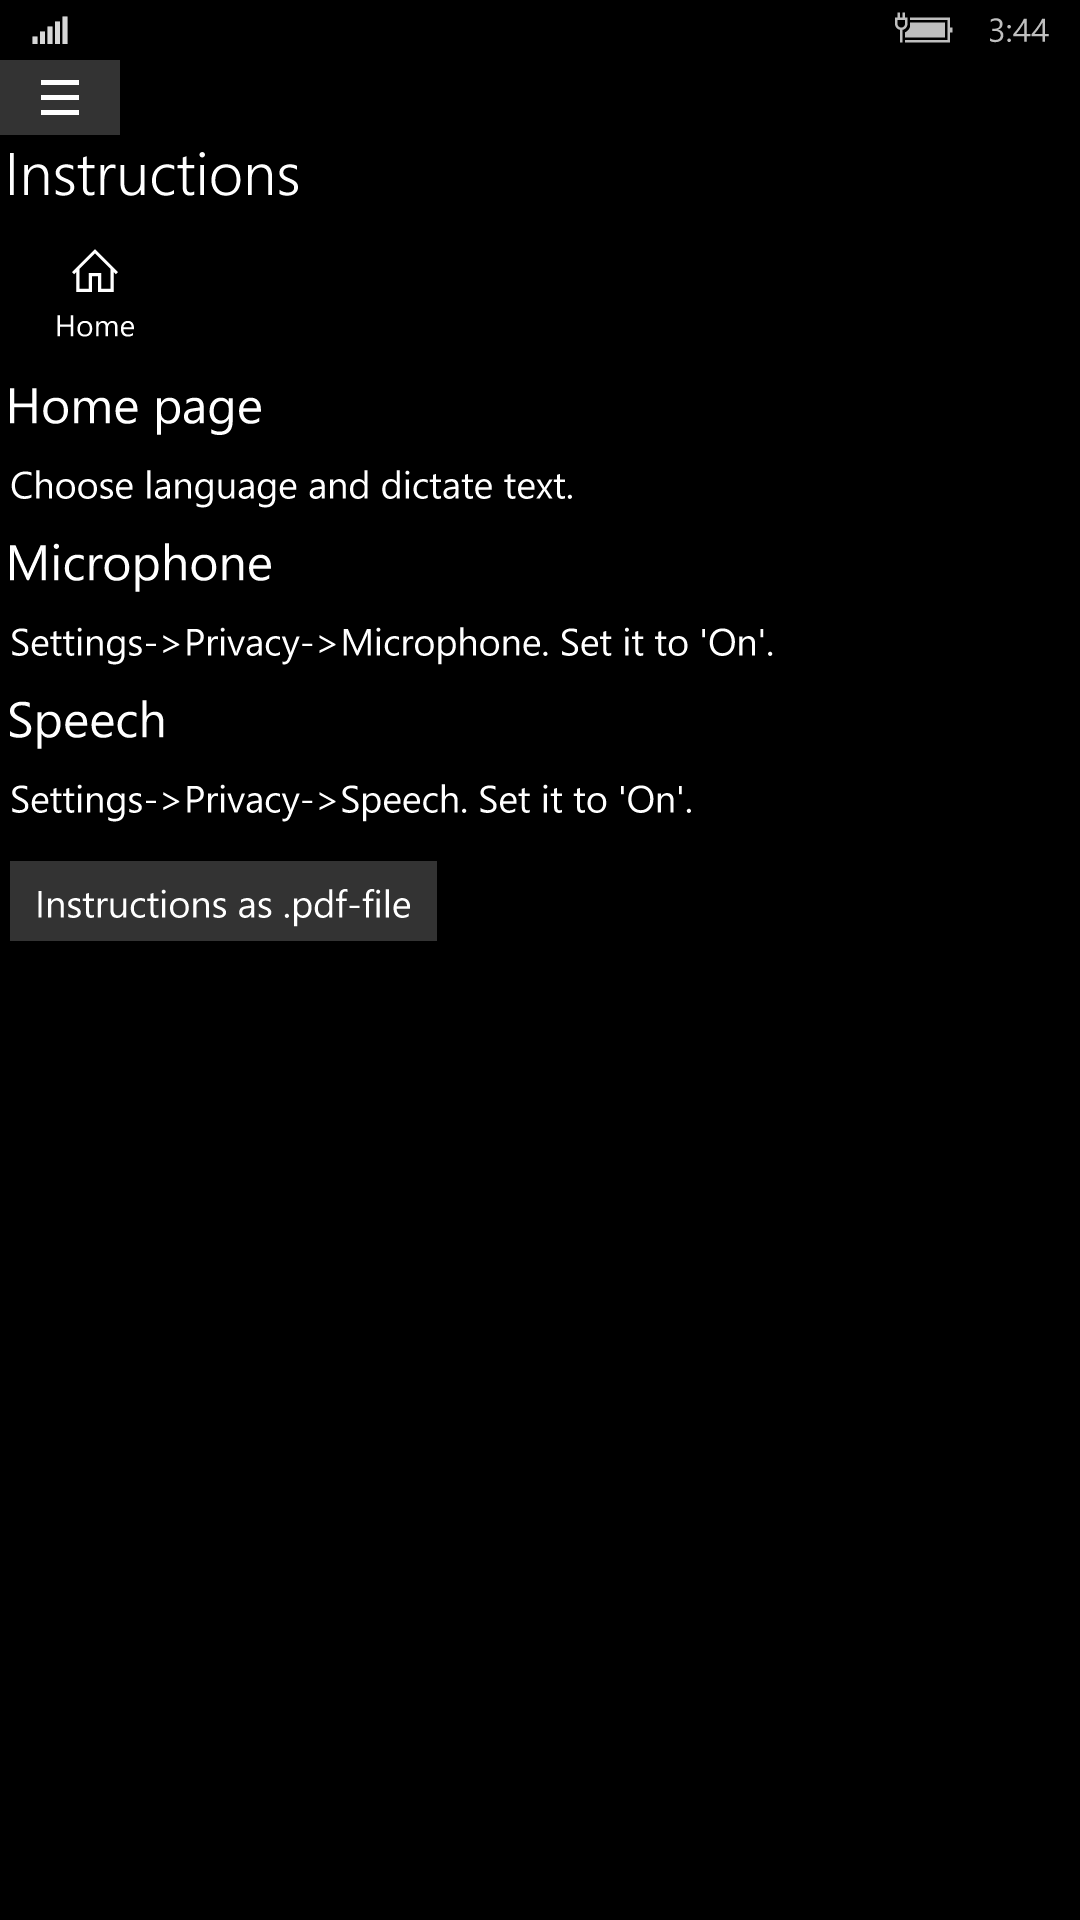 3:44
Instructions
Home
Home page
Choose language and dictate text.
Microphone
Settings->Privacy->Microphone. Set it to 'On'.
Speech
Settings->Privacy->Speech. Set it to 'On'.
Instructions as .pdf-file